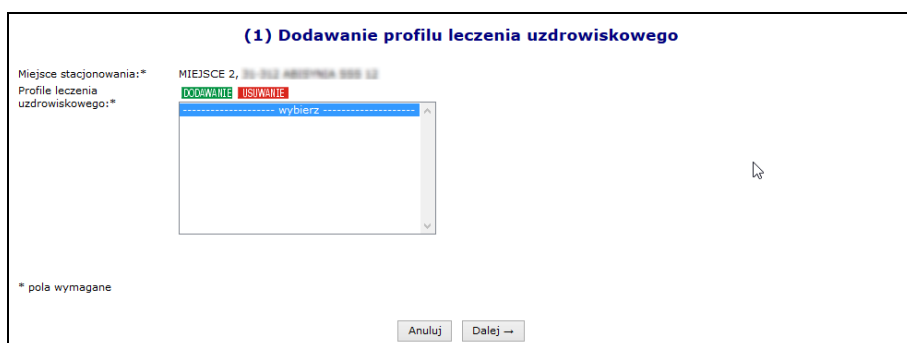 (1) Dodawanie profilu leczenia uzdrowiskowego
Miejsce stacjonowania:* MIEJSCE 2,
Profile leczenia uzdrowiskowego:* DODAWANIE USUWANIE
-------------------- wybierz --------------------
* pola wymagane
Anuluj Dalej →